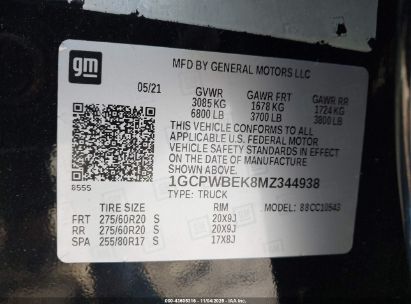 gm
MFD BY GENERAL MOTORS LLC
05/21 GVWR GAWR FRT GAWR RR
3085 KG 1678 KG 1724 KG
6800 LB 3700 LB 3800 LB
THIS VEHICLE CONFORMS TO ALL
APPLICABLE U.S. FEDERAL MOTOR
VEHICLE SAFETY STANDARDS IN
EFFECT ON THE DATE OF MANUFACTURE
SHOWN ABOVE.
8555 1GCPWBEK8MZ344938
TYPE: TRUCK MODEL: 88CC10543
TIRE SIZE RIM
FRT 275/60R20 S 20X9J
RR 275/60R20 S 20X9J
SPA 255/80R17 S 17X8J